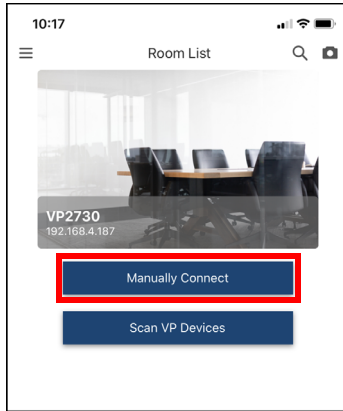 10:17
Room List
VP2730
192.168.4.187
Manually Connect
Scan VP Devices